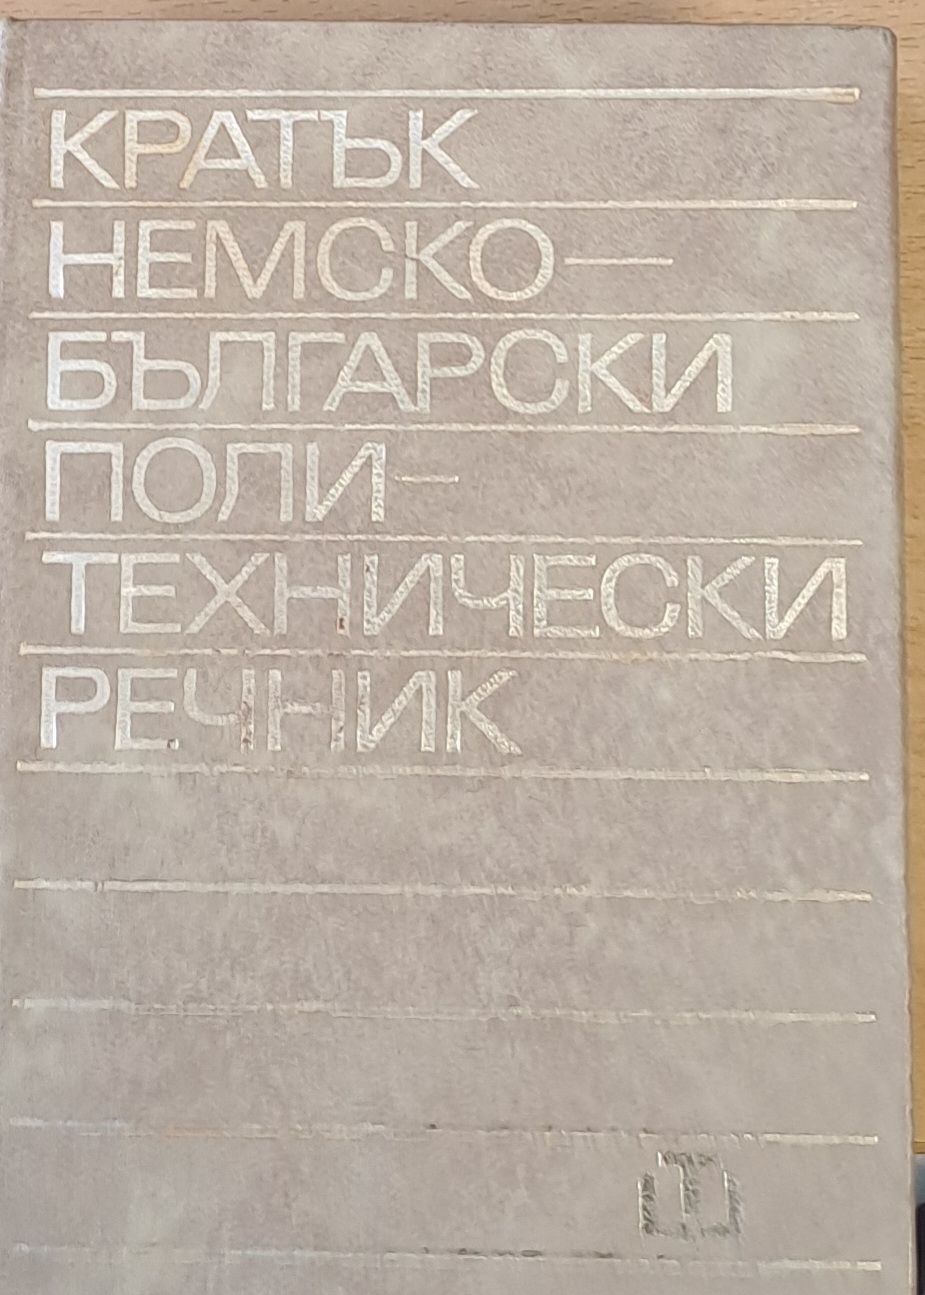 КРАТЪК
НЕМСКО—
БЪЛГАРСКИ
ПОЛИ–
ТЕХНИЧЕСКИ
РЕЧНИК